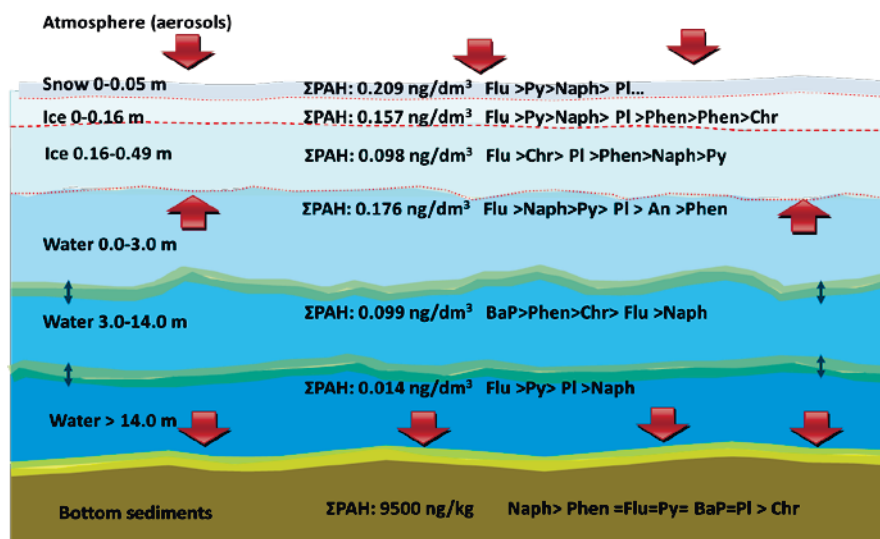 Atmosphere (aerosols)
Snow 0-0.05 m ΣPAH: 0.209 ng/dm³ Flu >Py>Naph> Pl...
Ice 0-0.16 m ΣPAH: 0.157 ng/dm³ Flu >Py>Naph> Pl >Phen>Phen>Chr
Ice 0.16-0.49 m ΣPAH: 0.098 ng/dm³ Flu >Chr> Pl >Phen>Naph>Py
ΣPAH: 0.176 ng/dm³ Flu >Naph>Py> Pl > An >Phen
Water 0.0-3.0 m
Water 3.0-14.0 m ΣPAH: 0.099 ng/dm³ BaP>Phen>Chr> Flu >Naph
ΣPAH: 0.014 ng/dm³ Flu >Py> Pl >Naph
Water > 14.0 m
Bottom sediments ΣPAH: 9500 ng/kg Naph> Phen =Flu=Py= BaP=Pl > Chr